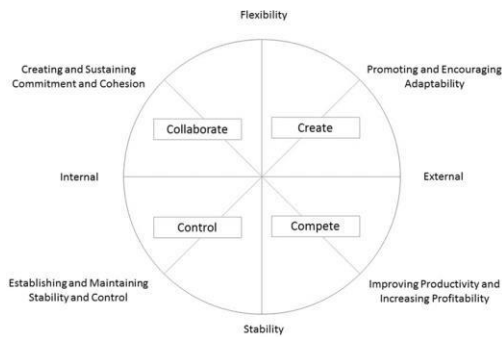 Flexibility
Creating and Sustaining
Commitment and Cohesion
Promoting and Encouraging
Adaptability
Collaborate
Create
Internal
External
Control
Compete
Establishing and Maintaining
Stability and Control
Improving Productivity and
Increasing Profitability
Stability